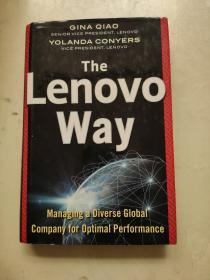 GINA QIAO
SENIOR VICE PRESIDENT, LENOVO
YOLANDA CONYERS
VICE PRESIDENT, LENOVO
The
Lenovo
Way
Managing a Diverse Global
Company for Optimal Performance